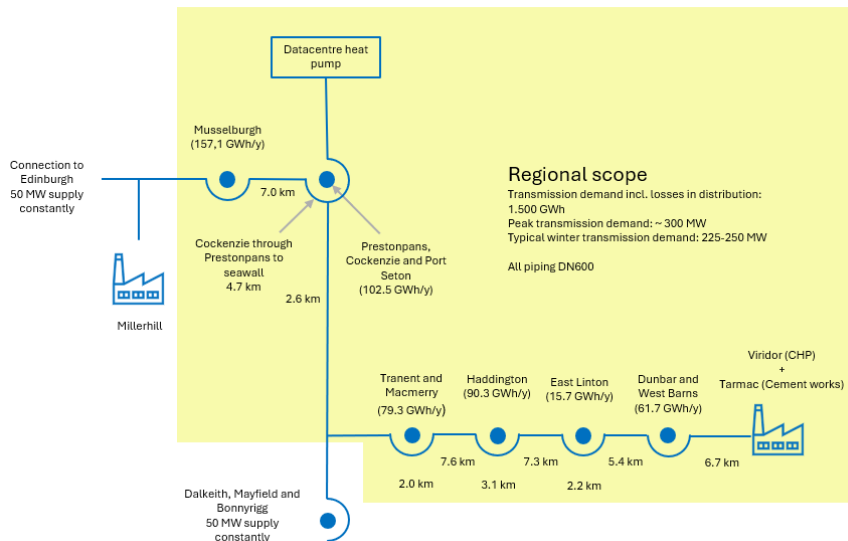 Datacentre heat
pump
Musselburgh
(157,1 GWh/y)
Connection to
Edinburgh
50 MW supply
constantly
7.0 km
Regional scope
Transmission demand incl. losses in distribution:
1.500 GWh
Peak transmission demand: ~ 300 MW
Typical winter transmission demand: 225-250 MW
All piping DN600
Cockenzie through
Prestonpans to
seawall
4.7 km
Prestonpans,
Cockenzie and Port
Seton
(102.5 GWh/y)
2.6 km
Millerhill
Tranent and
Macmerry
(79.3 GWh/y)
Haddington
(90.3 GWh/y)
East Linton
(15.7 GWh/y)
Dunbar and
West Barns
(61.7 GWh/y)
Viridor (CHP)
+
Tarmac (Cement works)
7.6 km
7.3 km
5.4 km
6.7 km
2.0 km
3.1 km
2.2 km
Dalkeith, Mayfield and
Bonnyrigg
50 MW supply
constantly